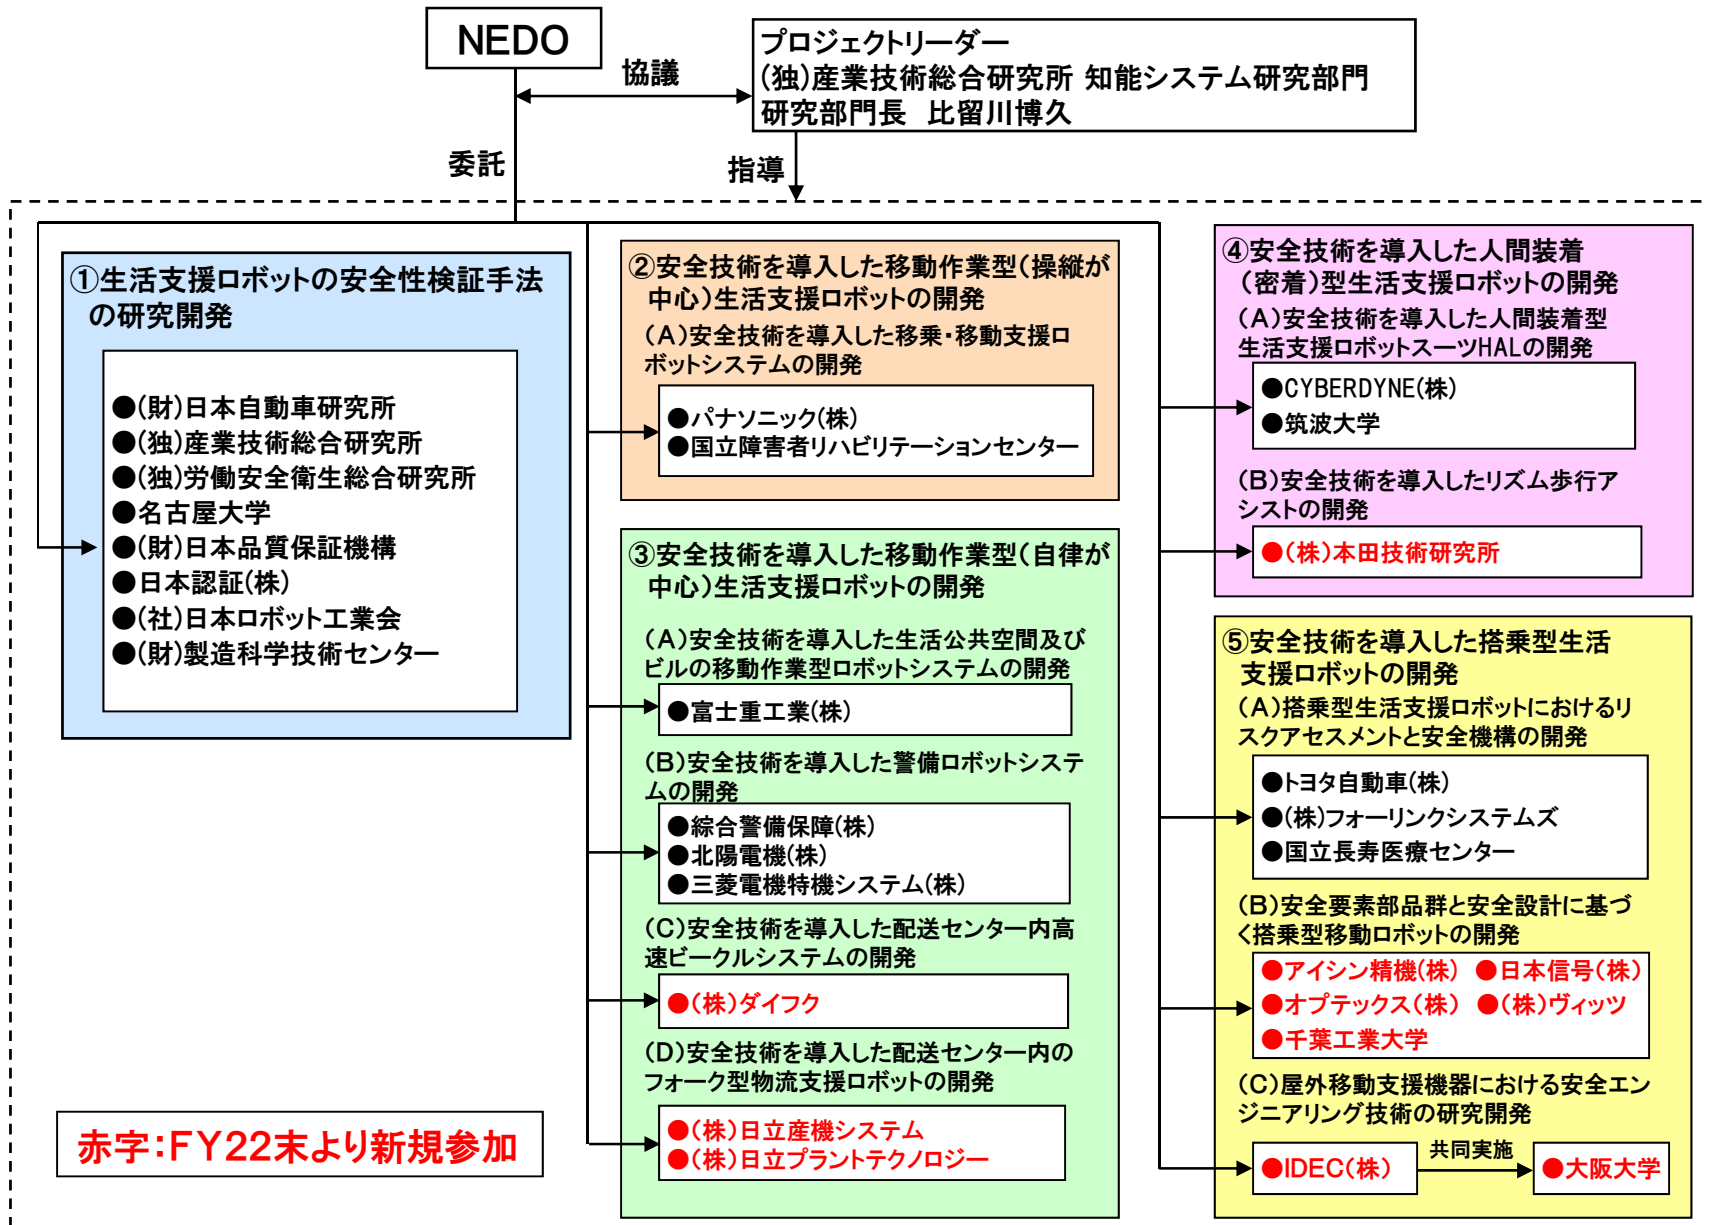 NEDO
協議
プロジェクトリーダー
(独)産業技術総合研究所 知能システム研究部門
研究部門長 比留川博久
委託
指導
①生活支援ロボットの安全性検証手法
の研究開発
●(財)日本自動車研究所
●(独)産業技術総合研究所
●(独)労働安全衛生総合研究所
●名古屋大学
●(財)日本品質保証機構
●日本認証(株)
●(社)日本ロボット工業会
●(財)製造科学技術センター
②安全技術を導入した移動作業型(操縦が
中心)生活支援ロボットの開発
(A)安全技術を導入した移乗・移動支援ロ
ボットシステムの開発
●パナソニック(株)
●国立障害者リハビリテーションセンター
③安全技術を導入した移動作業型(自律が
中心)生活支援ロボットの開発
(A)安全技術を導入した生活公共空間及び
ビルの移動作業型ロボットシステムの開発
●富士重工業(株)
(B)安全技術を導入した警備ロボットシステ
ムの開発
●綜合警備保障(株)
●北陽電機(株)
●三菱電機特機システム(株)
(C)安全技術を導入した配送センター内高
速ビークルシステムの開発
●(株)ダイフク
(D)安全技術を導入した配送センター内の
フォーク型物流支援ロボットの開発
●(株)日立産機システム
●(株)日立プラントテクノロジー
④安全技術を導入した人間装着
(密着)型生活支援ロボットの開発
(A)安全技術を導入した人間装着型
生活支援ロボットスーツHALの開発
●CYBERDYNE(株)
●筑波大学
(B)安全技術を導入したリズム歩行ア
シストの開発
●(株)本田技術研究所
⑤安全技術を導入した搭乗型生活
支援ロボットの開発
(A)搭乗型生活支援ロボットにおけるリ
スクアセスメントと安全機構の開発
●トヨタ自動車(株)
●(株)フォーリンクシステムズ
●国立長寿医療センター
(B)安全要素部品群と安全設計に基づ
く搭乗型移動ロボットの開発
●アイシン精機(株) ●日本信号(株)
●オプテックス(株) ●(株)ヴィッツ
●千葉工業大学
(C)屋外移動支援機器における安全エン
ジニアリング技術の研究開発
●IDEC(株)
共同実施
●大阪大学
赤字:FY22末より新規参加